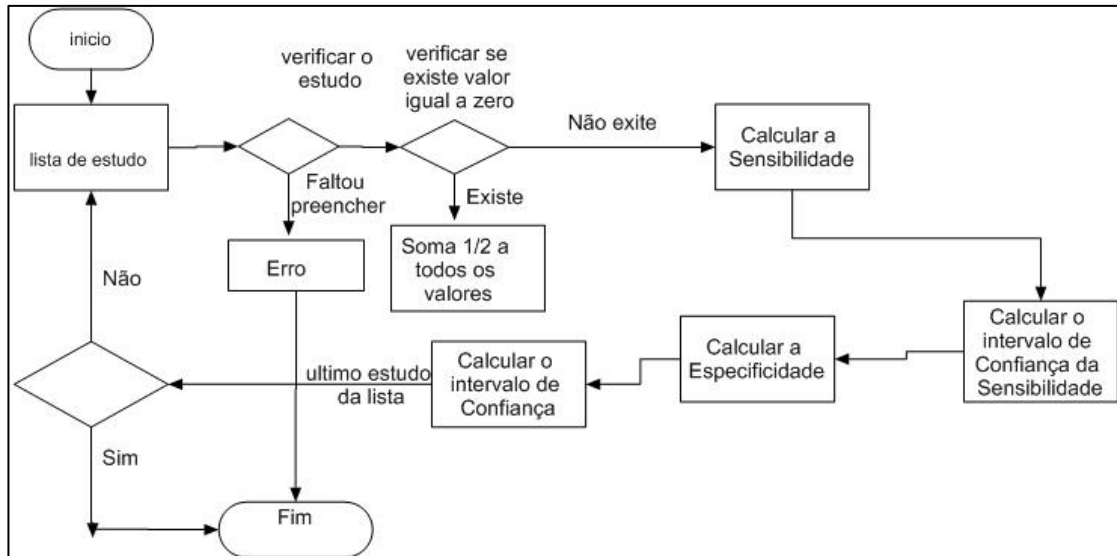 inicio
lista de estudo
verificar o
estudo
verificar se
existe valor
igual a zero
Não exite
Calcular a
Sensibilidade
Faltou
preencher
Existe
Erro
Soma 1/2 a
todos os
valores
Não
Calcular o
intervalo de
Confiança da
Sensibilidade
Calcular a
Especificidade
Calcular o
intervalo de
Confiança
ultimo estudo
da lista
Sim
Fim